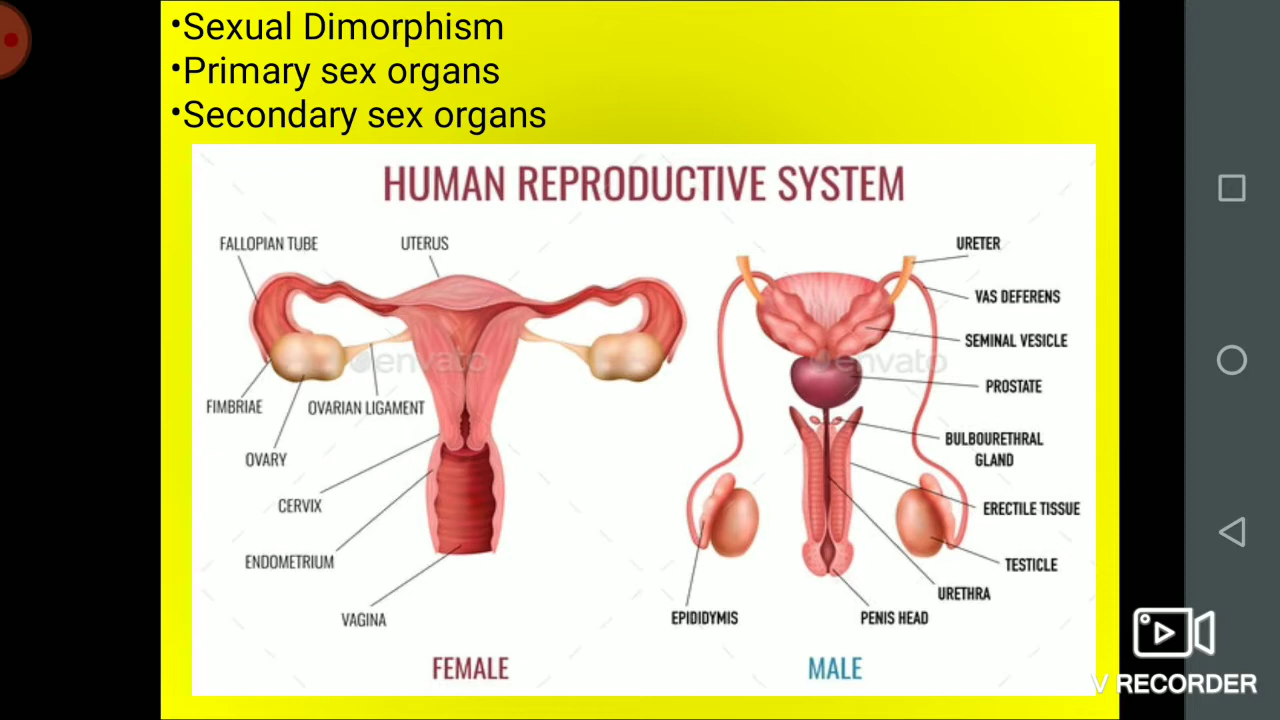 •Sexual Dimorphism
•Primary sex organs
•Secondary sex organs
HUMAN REPRODUCTIVE SYSTEM
FALLOPIAN TUBE
UTERUS
FIMBRIAE
OVARIAN LIGAMENT
OVARY
CERVIX
ENDOMETRIUM
VAGINA
FEMALE
URETER
VAS DEFERENS
SEMINAL VESICLE
PROSTATE
BULBOURETHRAL
GLAND
ERECTILE TISSUE
TESTICLE
URETHRA
EPIDIDYMIS
PENIS HEAD
MALE
envato
envato
V RECORDER